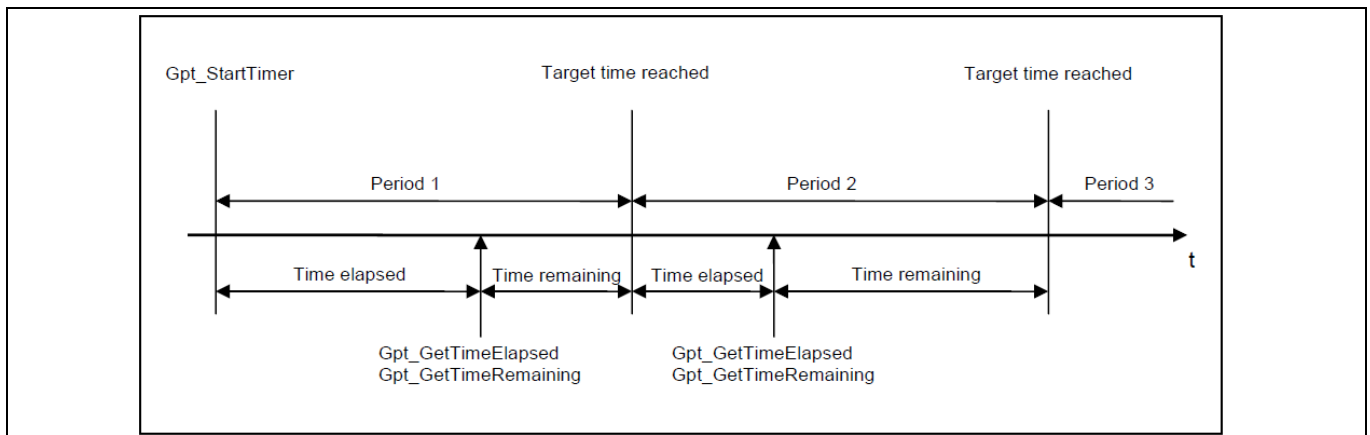 Gpt_StartTimer
Target time reached
Target time reached
Period 1
Period 2
Period 3
t
Time elapsed
Time remaining
Time elapsed
Time remaining
Gpt_GetTimeElapsed
Gpt_GetTimeRemaining
Gpt_GetTimeElapsed
Gpt_GetTimeRemaining